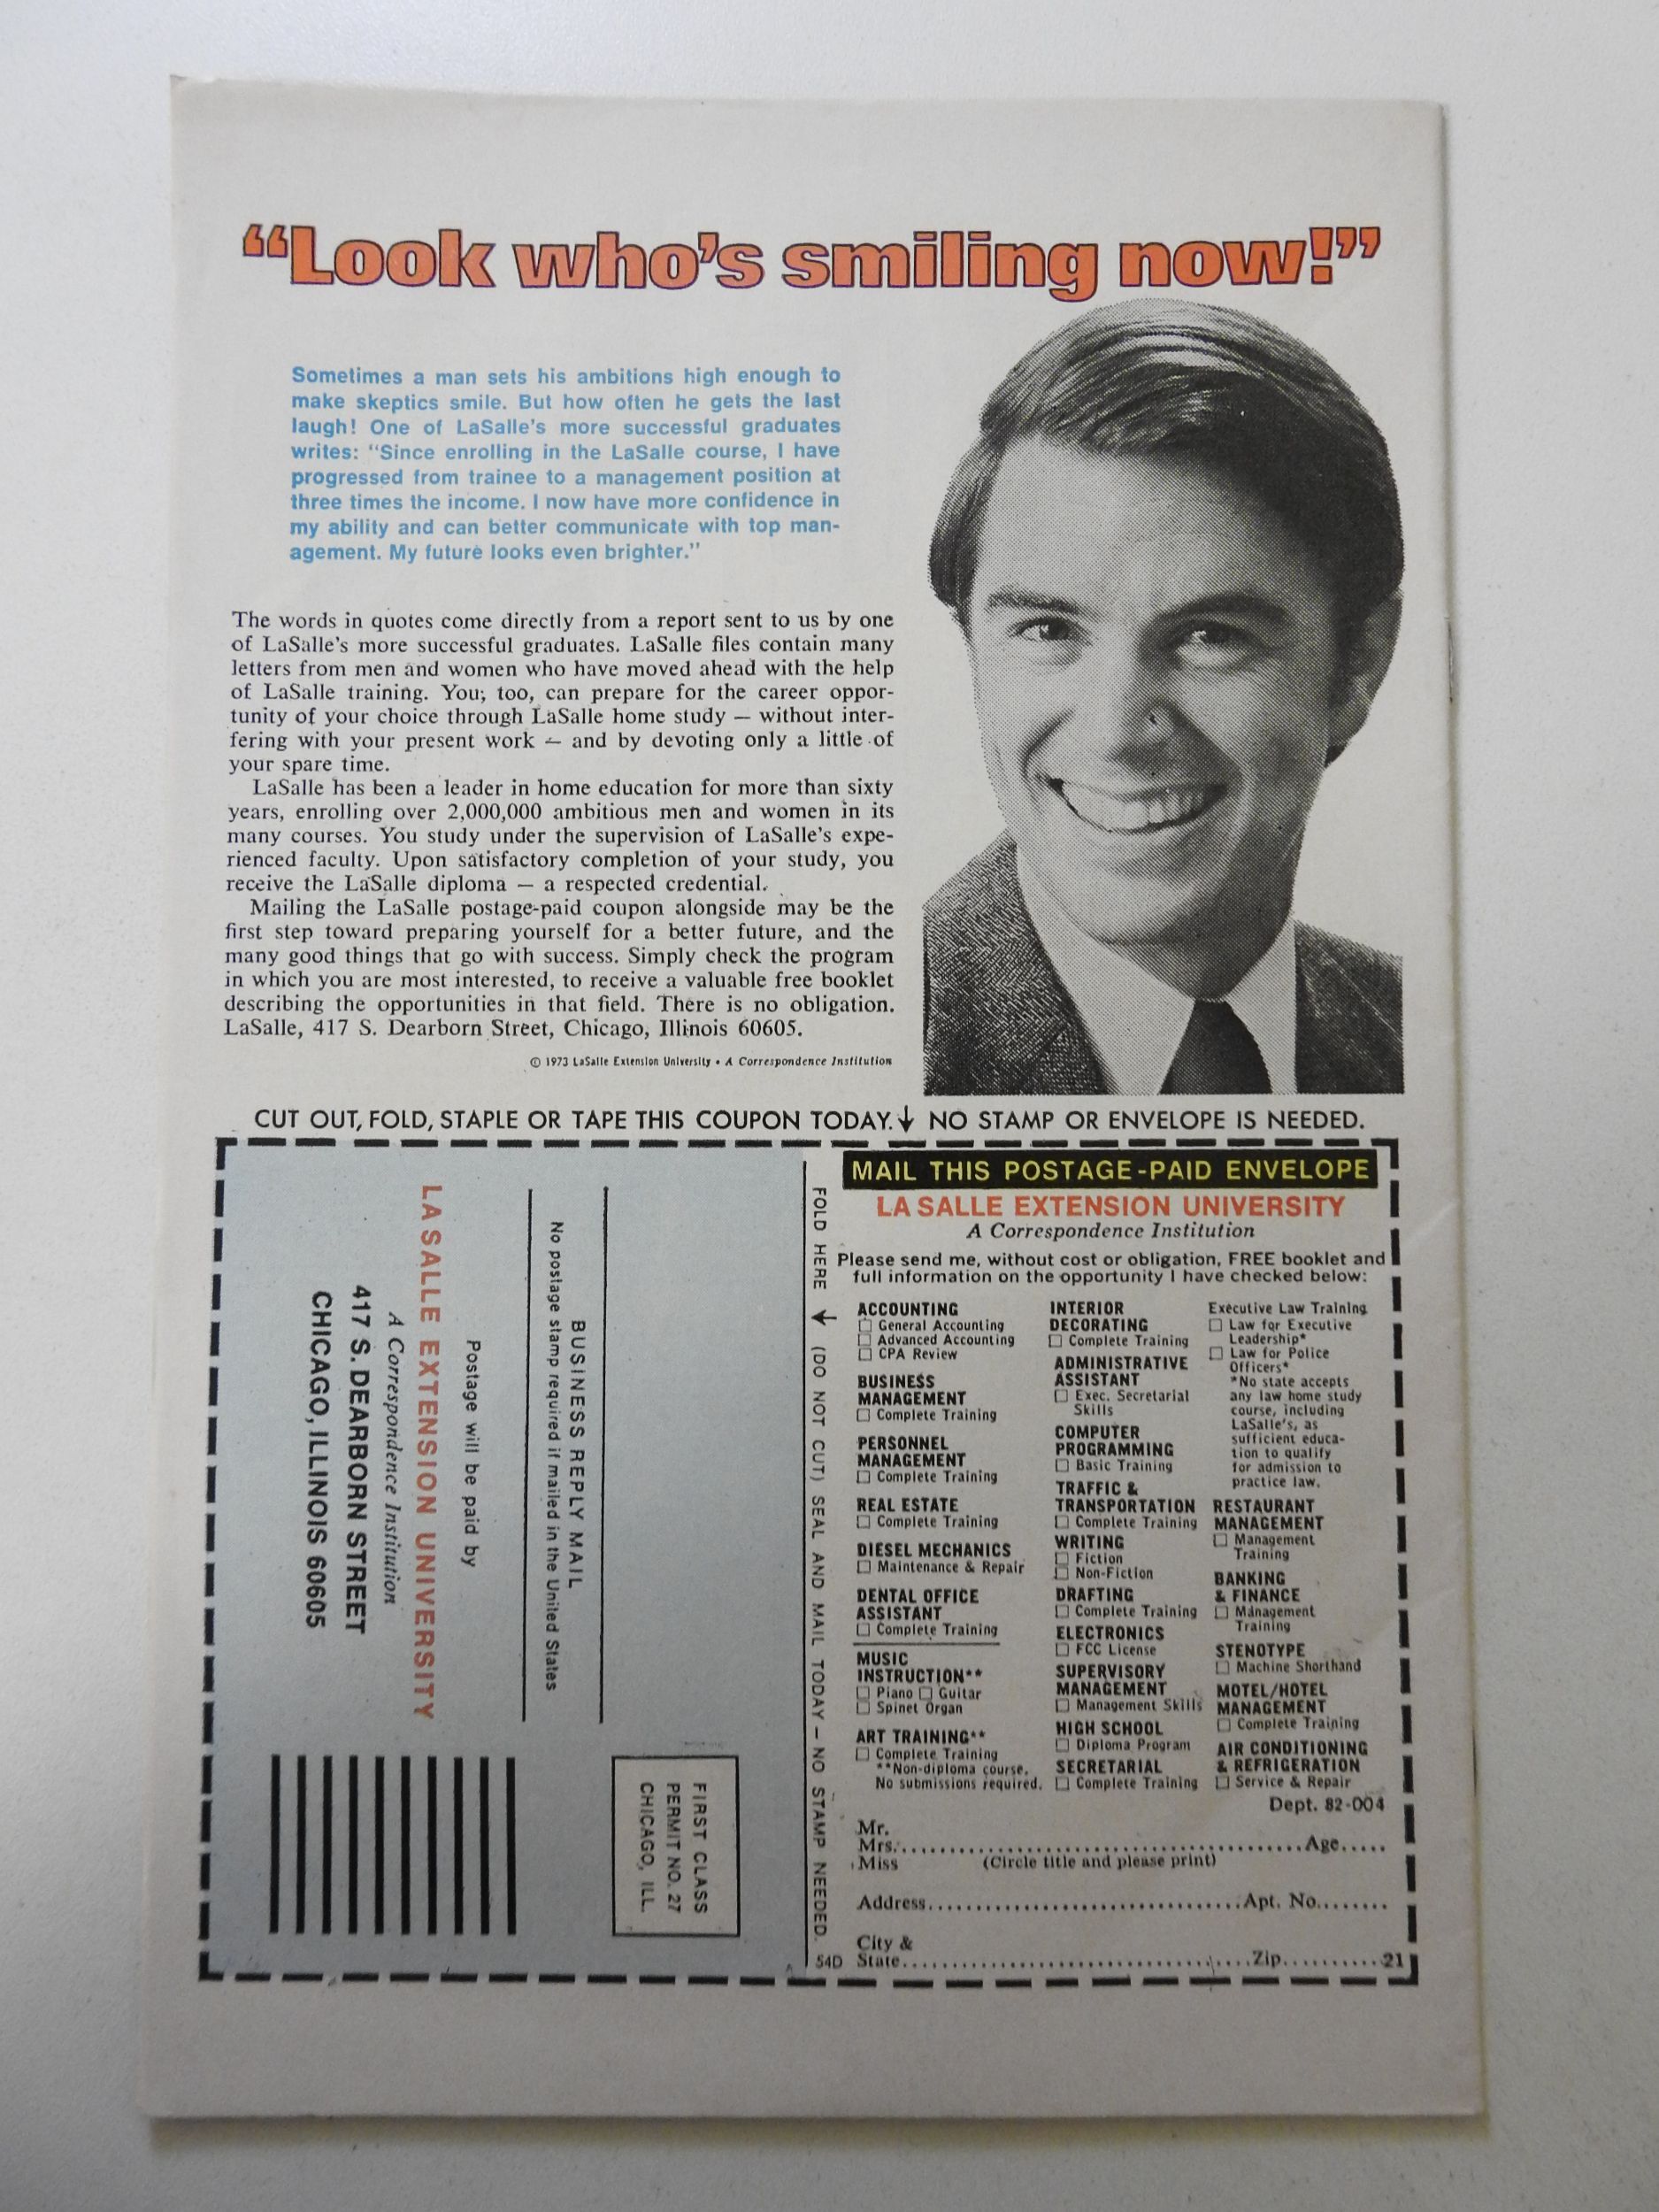 “Look who’s smiling now!”
Sometimes a man sets his ambitions high enough to
make skeptics smile. But how often he gets the last
laugh! One of LaSalle’s more successful graduates
writes: “Since enrolling in the LaSalle course, I have
progressed from trainee to a management position at
three times the income. I now have more confidence in
my ability and can better communicate with top man-
agement. My future looks even brighter.”
The words in quotes come directly from a report sent to us by one
of LaSalle’s more successful graduates. LaSalle files contain many
letters from men and women who have moved ahead with the help
of LaSalle training. You, too, can prepare for the career oppor-
tunity of your choice through LaSalle home study — without inter-
fering with your present work — and by devoting only a little of
your spare time.
LaSalle has been a leader in home education for more than sixty
years, enrolling over 2,000,000 ambitious men and women in its
many courses. You study under the supervision of LaSalle’s expe-
rienced faculty. Upon satisfactory completion of your study, you
receive the LaSalle diploma — a respected credential.
Mailing the LaSalle postage-paid coupon alongside may be the
first step toward preparing yourself for a better future, and the
many good things that go with success. Simply check the program
in which you are most interested, to receive a valuable free booklet
describing the opportunities in that field. There is no obligation.
LaSalle, 417 S. Dearborn Street, Chicago, Illinois 60605.
© 1973 LaSalle Extension University • A Correspondence Institution
CUT OUT, FOLD, STAPLE OR TAPE THIS COUPON TODAY.↓ NO STAMP OR ENVELOPE IS NEEDED.
FIRST CLASS
PERMIT NO. 27
CHICAGO, ILL.
BUSINESS REPLY MAIL
No postage stamp required if mailed in the United States
Postage will be paid by
LA SALLE EXTENSION UNIVERSITY
A Correspondence Institution
417 S. DEARBORN STREET
CHICAGO, ILLINOIS 60605
FOLD HERE ↓ (DO NOT CUT) SEAL AND MAIL TODAY — NO STAMP NEEDED.
54D
MAIL THIS POSTAGE-PAID ENVELOPE
LA SALLE EXTENSION UNIVERSITY
A Correspondence Institution
Please send me, without cost or obligation, FREE booklet and
full information on the opportunity I have checked below:
ACCOUNTING
☐ General Accounting
☐ Advanced Accounting
☐ CPA Review
BUSINESS
MANAGEMENT
☐ Complete Training
PERSONNEL
MANAGEMENT
☐ Complete Training
REAL ESTATE
☐ Complete Training
DIESEL MECHANICS
☐ Maintenance & Repair
DENTAL OFFICE
ASSISTANT
☐ Complete Training
MUSIC
INSTRUCTION**
☐ Piano ☐ Guitar
☐ Spinet Organ
ART TRAINING**
☐ Complete Training
**Non-diploma course.
No submissions required.
INTERIOR
DECORATING
☐ Complete Training
ADMINISTRATIVE
ASSISTANT
☐ Exec. Secretarial
Skills
COMPUTER
PROGRAMMING
☐ Basic Training
TRAFFIC &
TRANSPORTATION
☐ Complete Training
WRITING
☐ Fiction
☐ Non-Fiction
DRAFTING
☐ Complete Training
ELECTRONICS
☐ FCC License
SUPERVISORY
MANAGEMENT
☐ Management Skills
HIGH SCHOOL
☐ Diploma Program
SECRETARIAL
☐ Complete Training
Executive Law Training
☐ Law for Executive
Leadership*
☐ Law for Police
Officers*
*No state accepts
any law home study
course, including
LaSalle’s, as
sufficient educa-
tion to qualify
for admission to
practice law.
RESTAURANT
MANAGEMENT
☐ Management
Training
BANKING
& FINANCE
☐ Management
Training
STENOTYPE
☐ Machine Shorthand
MOTEL/HOTEL
MANAGEMENT
☐ Complete Training
AIR CONDITIONING
& REFRIGERATION
☐ Service & Repair
Dept. 82-004
Mr.
Mrs.......................................................Age.....
Miss (Circle title and please print)
Address.......................................Apt. No........
City &
State.............................................Zip..........21